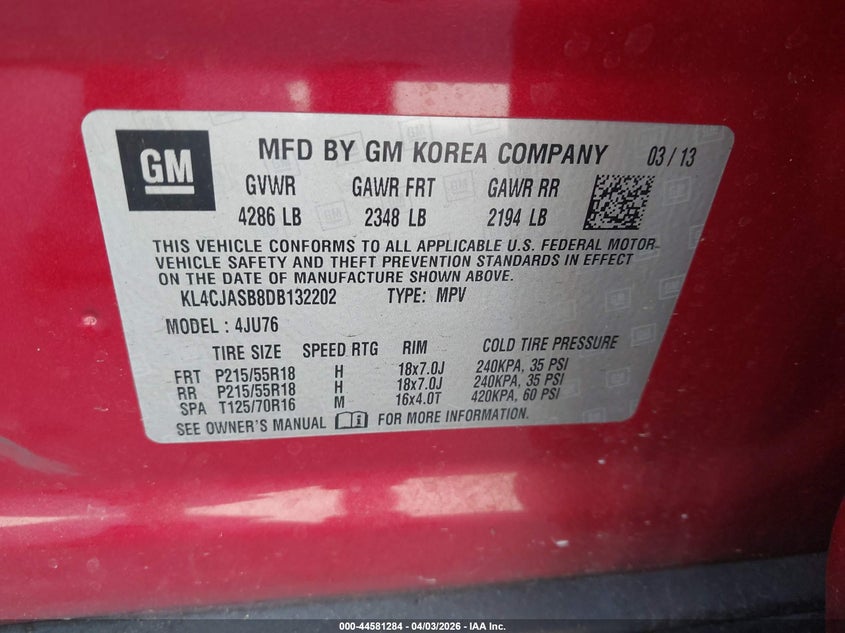 GM MFD BY GM KOREA COMPANY 03/13
GVWR GAWR FRT GAWR RR
4286 LB 2348 LB 2194 LB
THIS VEHICLE CONFORMS TO ALL APPLICABLE U.S. FEDERAL MOTOR
VEHICLE SAFETY AND THEFT PREVENTION STANDARDS IN EFFECT
ON THE DATE OF MANUFACTURE SHOWN ABOVE.
KL4CJASB8DB132202 TYPE: MPV
MODEL : 4JU76
TIRE SIZE SPEED RTG RIM COLD TIRE PRESSURE
FRT P215/55R18 H 18x7.0J 240KPA, 35 PSI
RR P215/55R18 H 18x7.0J 240KPA, 35 PSI
SPA T125/70R16 M 16x4.0T 420KPA, 60 PSI
SEE OWNER'S MANUAL FOR MORE INFORMATION.
000-44581284 | 04/03/2026 - IAA Inc.